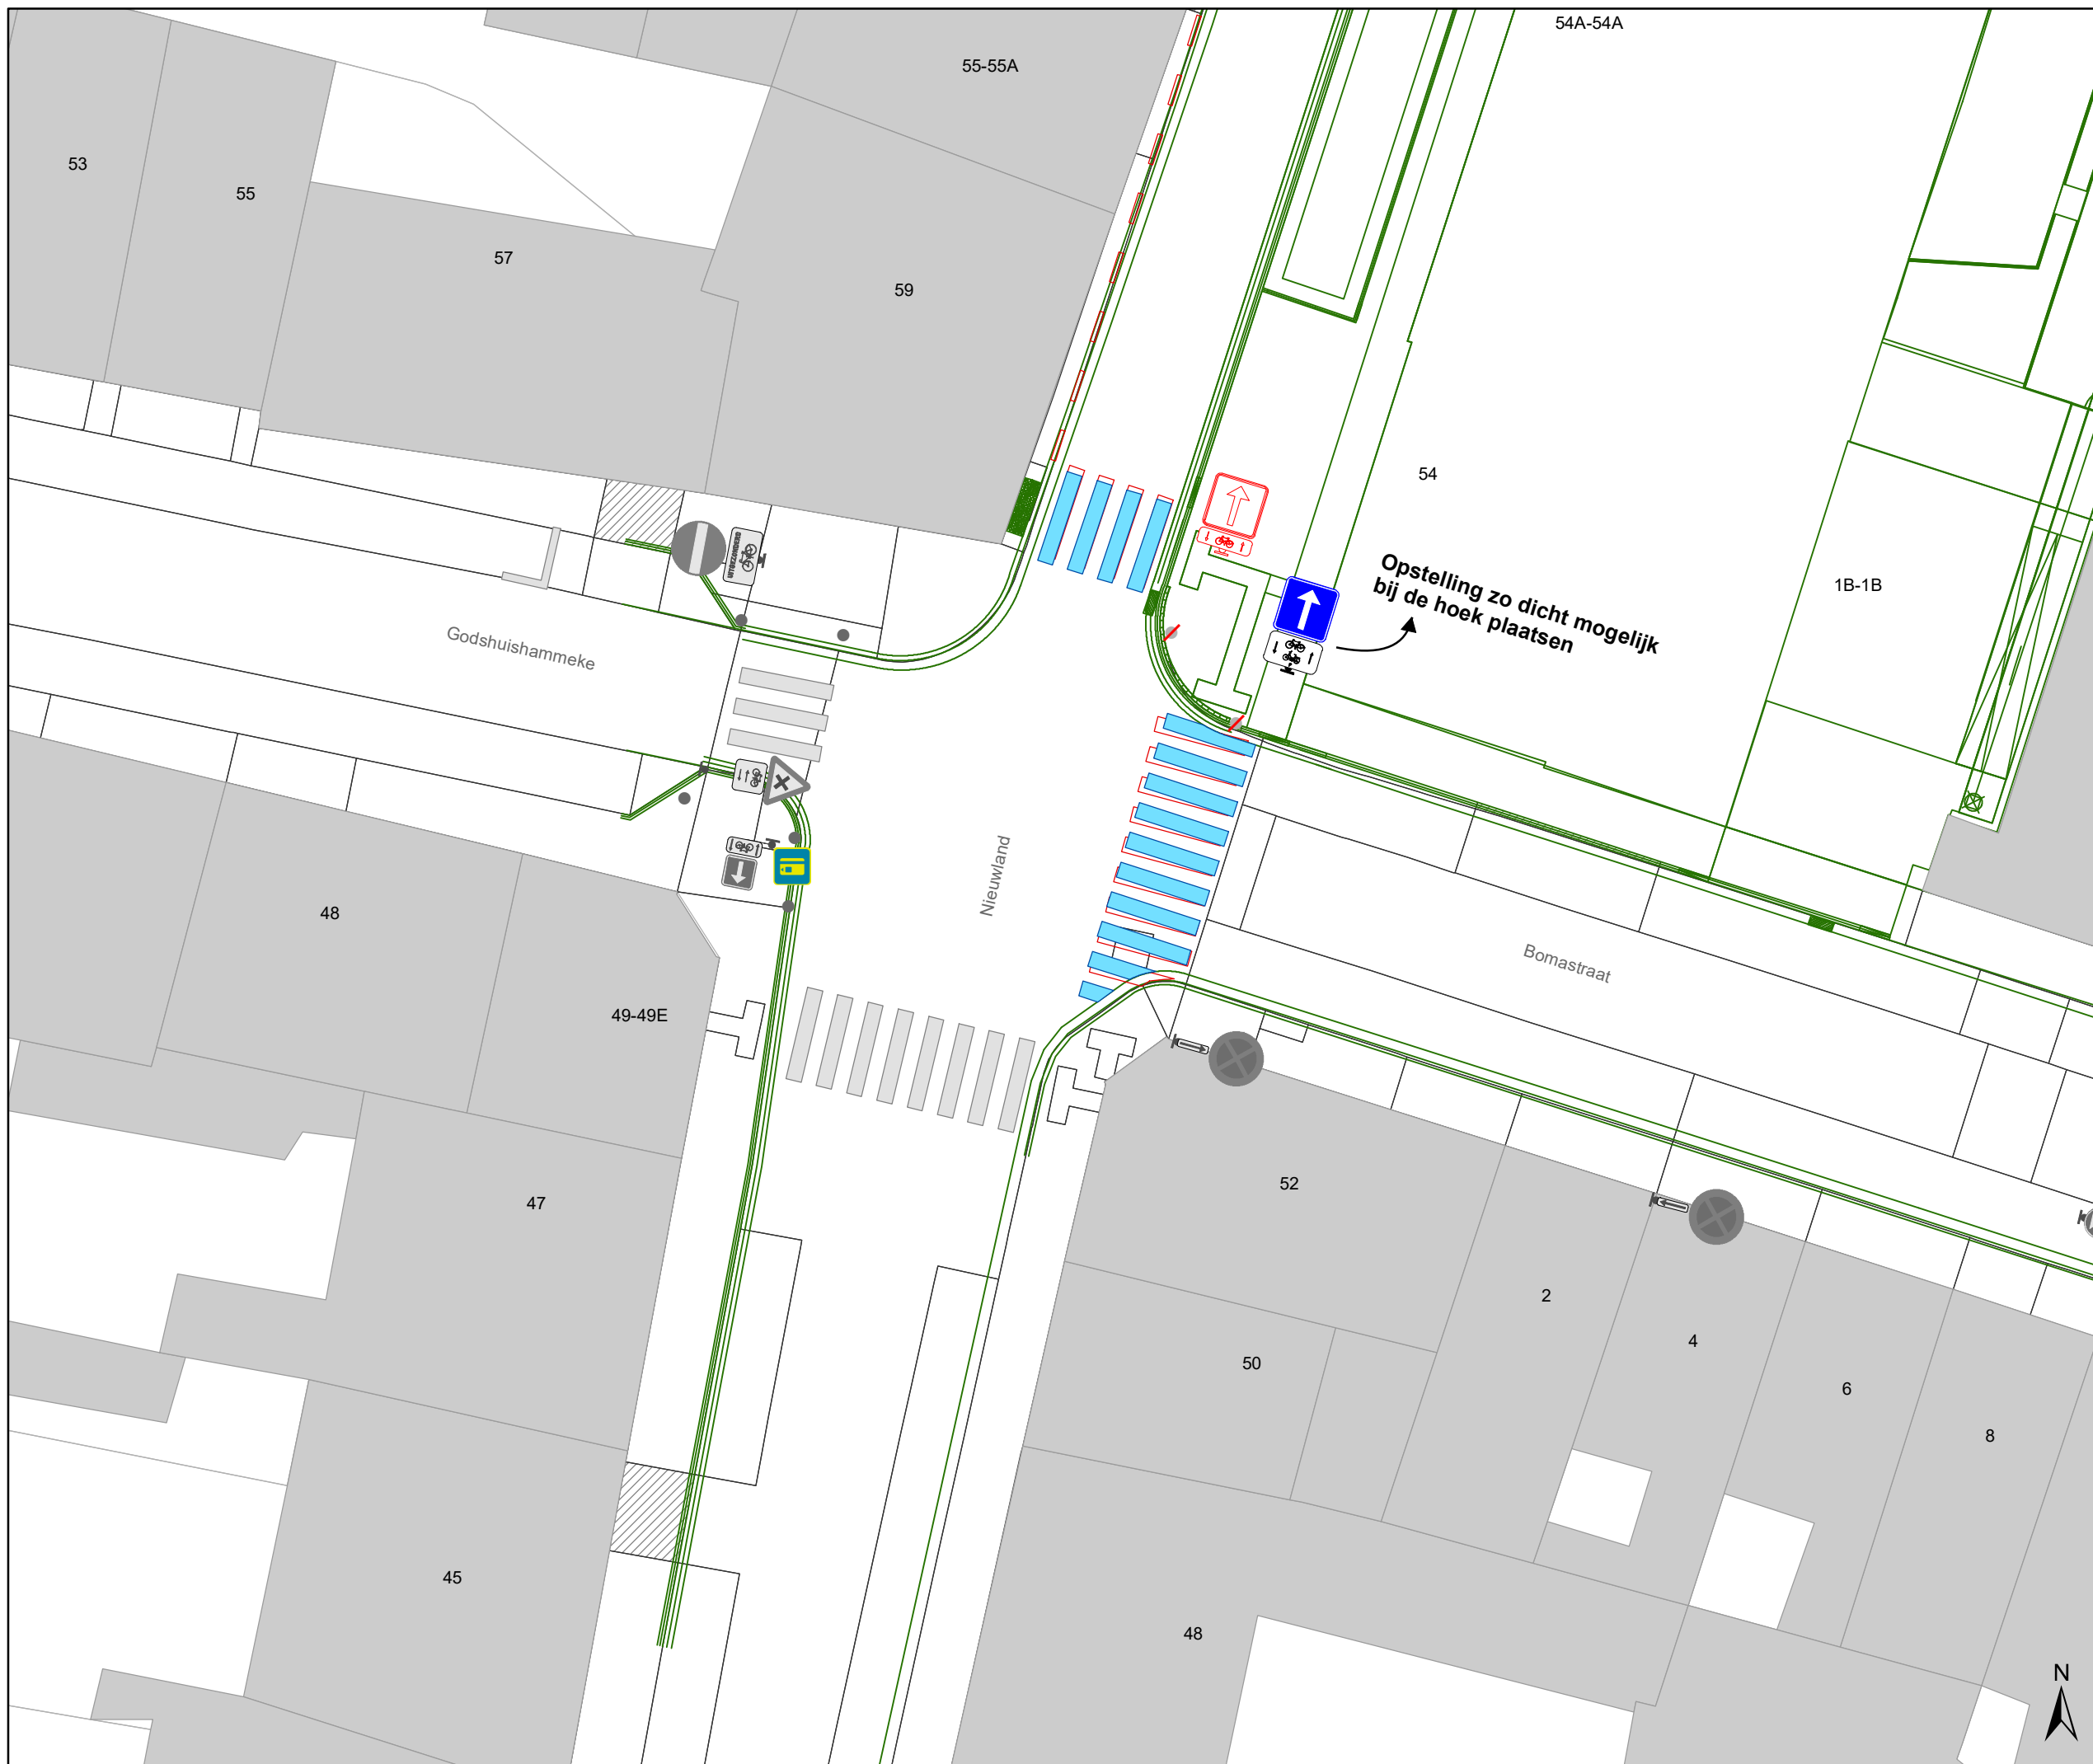 54A-54A
55-55A
53
55
57
59
54
UITGEZONDERD
Opstelling zo dicht mogelijk
bij de hoek plaatsen
1B-1B
Godshuishammeke
Nieuwland
48
Bomastraat
49-49E
52
47
2
4
50
6
8
45
48
N